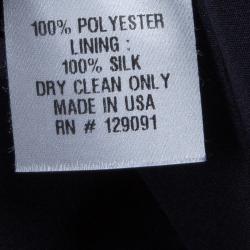 100% POLYESTER
LINING :
100% SILK
DRY CLEAN ONLY
MADE IN USA
RN # 129091